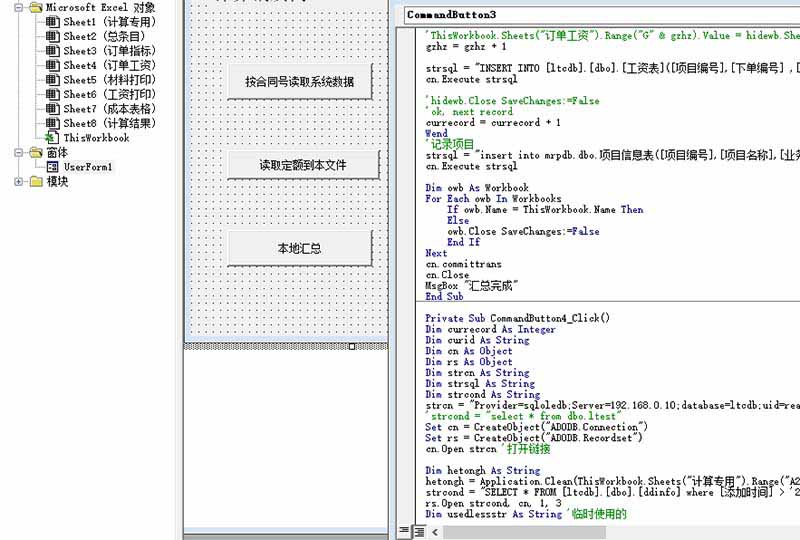 Microsoft Excel 对象
Sheet1 (计算专用)
Sheet2 (总条目)
Sheet3 (订单指标)
Sheet4 (订单工资)
Sheet5 (材料打印)
Sheet6 (工资打印)
Sheet7 (成本表格)
Sheet8 (计算结果)
ThisWorkbook
窗体
UserForm1
模块
按合同号读取系统数据
读取定额到本文件
本地汇总
CommandButton3
'ThisWorkbook.Sheets("订单工资").Range("G" & gzhz).Value = hidewb.She
gzhz = gzhz + 1
strsql = "INSERT INTO [ltcdb].[dbo].[工资表]([项目编号],[下单编号] ,[
cn.Execute strsql
'hidewb.Close SaveChanges:=False
'ok, next record
currecord = currecord + 1
Wend
'记录项目
strsql = "insert into mrpdb.dbo.项目信息表([项目编号],[项目名称],[业务
cn.Execute strsql
Dim owb As Workbook
For Each owb In Workbooks
If owb.Name = ThisWorkbook.Name Then
Else
owb.Close SaveChanges:=False
End If
Next
cn.committrans
cn.Close
MsgBox "汇总完成"
End Sub
Private Sub CommandButton4_Click()
Dim currecord As Integer
Dim curid As String
Dim cn As Object
Dim rs As Object
Dim strcn As String
Dim strsql As String
Dim strcond As String
strcn = "Provider=sqloledb;Server=192.168.0.10;database=ltcdb;uid=rea
'strcond = "select * from dbo.ltest"
Set cn = CreateObject("ADODB.Connection")
Set rs = CreateObject("ADODB.Recordset")
cn.Open strcn '打开链接
Dim hetongh As String
hetongh = Application.Clean(ThisWorkbook.Sheets("计算专用").Range("A2
strcond = "SELECT * FROM [ltcdb].[dbo].[ddinfo] where [添加时间] > '2
rs.Open strcond, cn, 1, 3
Dim usedlessstr As String '临时使用的